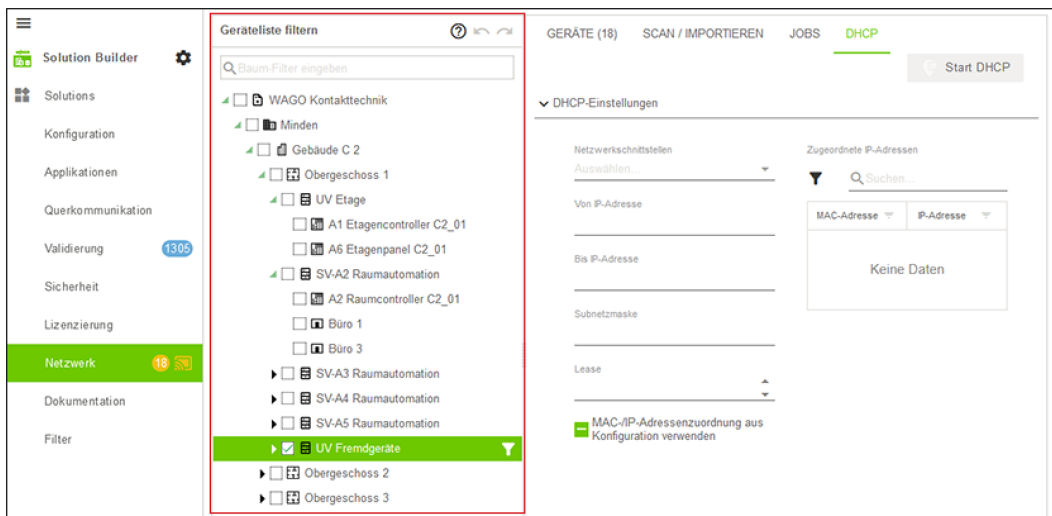 Solution Builder
Solutions
Konfiguration
Applikationen
Querkommunikation
Validierung 1305
Sicherheit
Lizenzierung
Netzwerk 18
Dokumentation
Filter
Geräteliste filtern
Baum-Filter eingeben
WAGO Kontakttechnik
Minden
Gebäude C 2
Obergeschoss 1
UV Etage
A1 Etagencontroller C2_01
A6 Etagenpanel C2_01
SV-A2 Raumautomation
A2 Raumcontroller C2_01
Büro 1
Büro 3
SV-A3 Raumautomation
SV-A4 Raumautomation
SV-A5 Raumautomation
UV Fremdgeräte
Obergeschoss 2
Obergeschoss 3
GERÄTE (18) SCAN / IMPORTIEREN JOBS DHCP
Start DHCP
DHCP-Einstellungen
Netzwerkschnittstellen
Auswählen...
Von IP-Adresse
Bis IP-Adresse
Subnetzmaske
Lease
MAC-/IP-Adressenzuordnung aus
Konfiguration verwenden
Zugeordnete IP-Adressen
Suchen...
MAC-Adresse IP-Adresse
Keine Daten